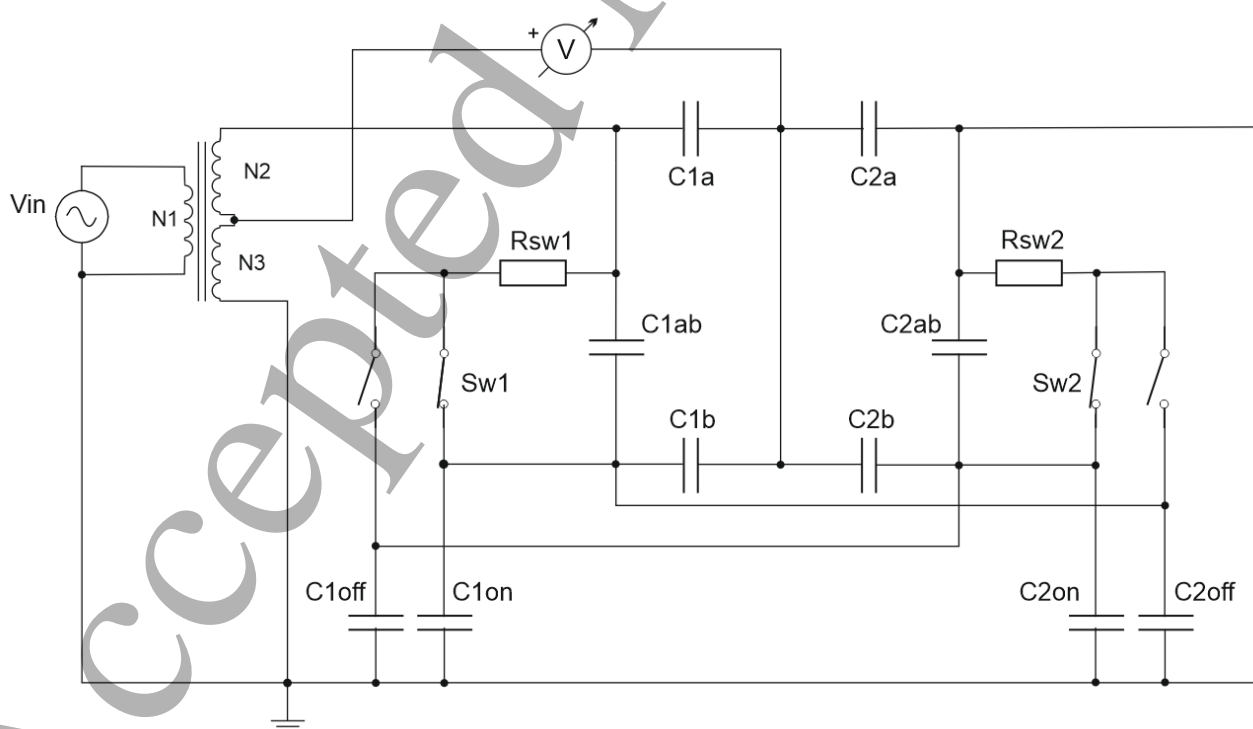 +
V
N2
C1a
C2a
Vin
N1
N3
Rsw1
Rsw2
C1ab
C2ab
Sw1
Sw2
C1b
C2b
C1off
C1on
C2on
C2off
ccepted